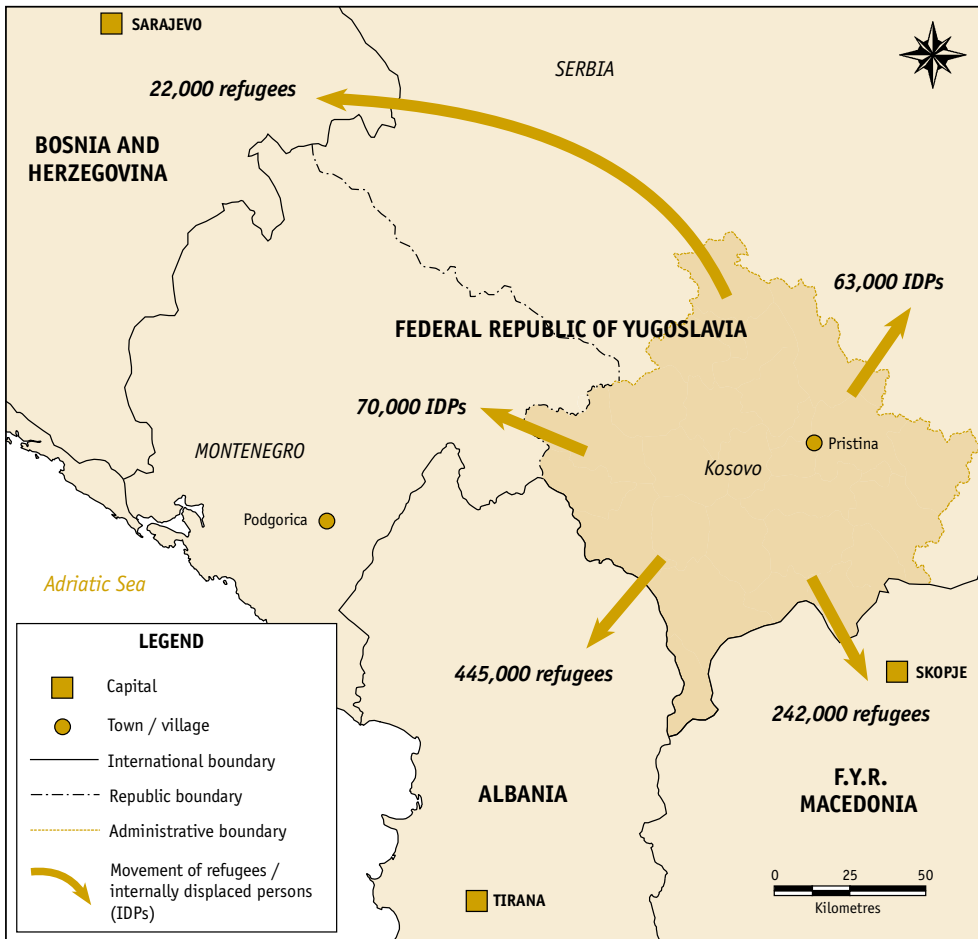 SARAJEVO
SERBIA
22,000 refugees
BOSNIA AND
HERZEGOVINA
63,000 IDPs
FEDERAL REPUBLIC OF YUGOSLAVIA
70,000 IDPs
MONTENEGRO
Kosovo
Pristina
Podgorica
Adriatic Sea
445,000 refugees
SKOPJE
242,000 refugees
ALBANIA
F.Y.R.
MACEDONIA
TIRANA
LEGEND
Capital
Town / village
International boundary
Republic boundary
Administrative boundary
Movement of refugees /
internally displaced persons
(IDPs)
0 25 50
Kilometres